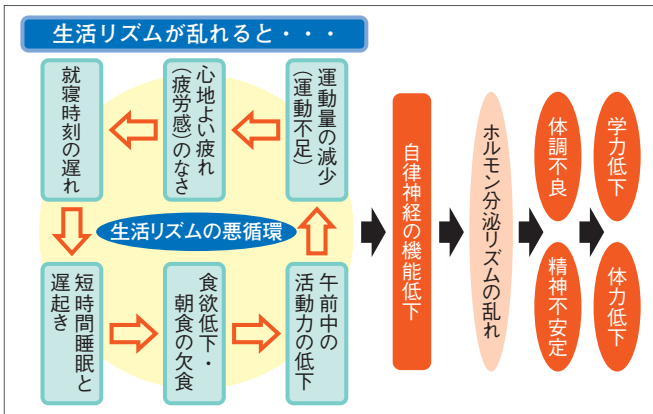 生活リズムが乱れると・・・
就寝時刻の遅れ
心地よい疲れ
(疲労感)のなさ
運動量の減少
(運動不足)
生活リズムの悪循環
短時間睡眠と
遅起き
食欲低下・
朝食の欠食
午前中の
活動力の低下
自律神経の機能低下
ホルモン分泌リズムの乱れ
体調不良
精神不安定
学力低下
体力低下